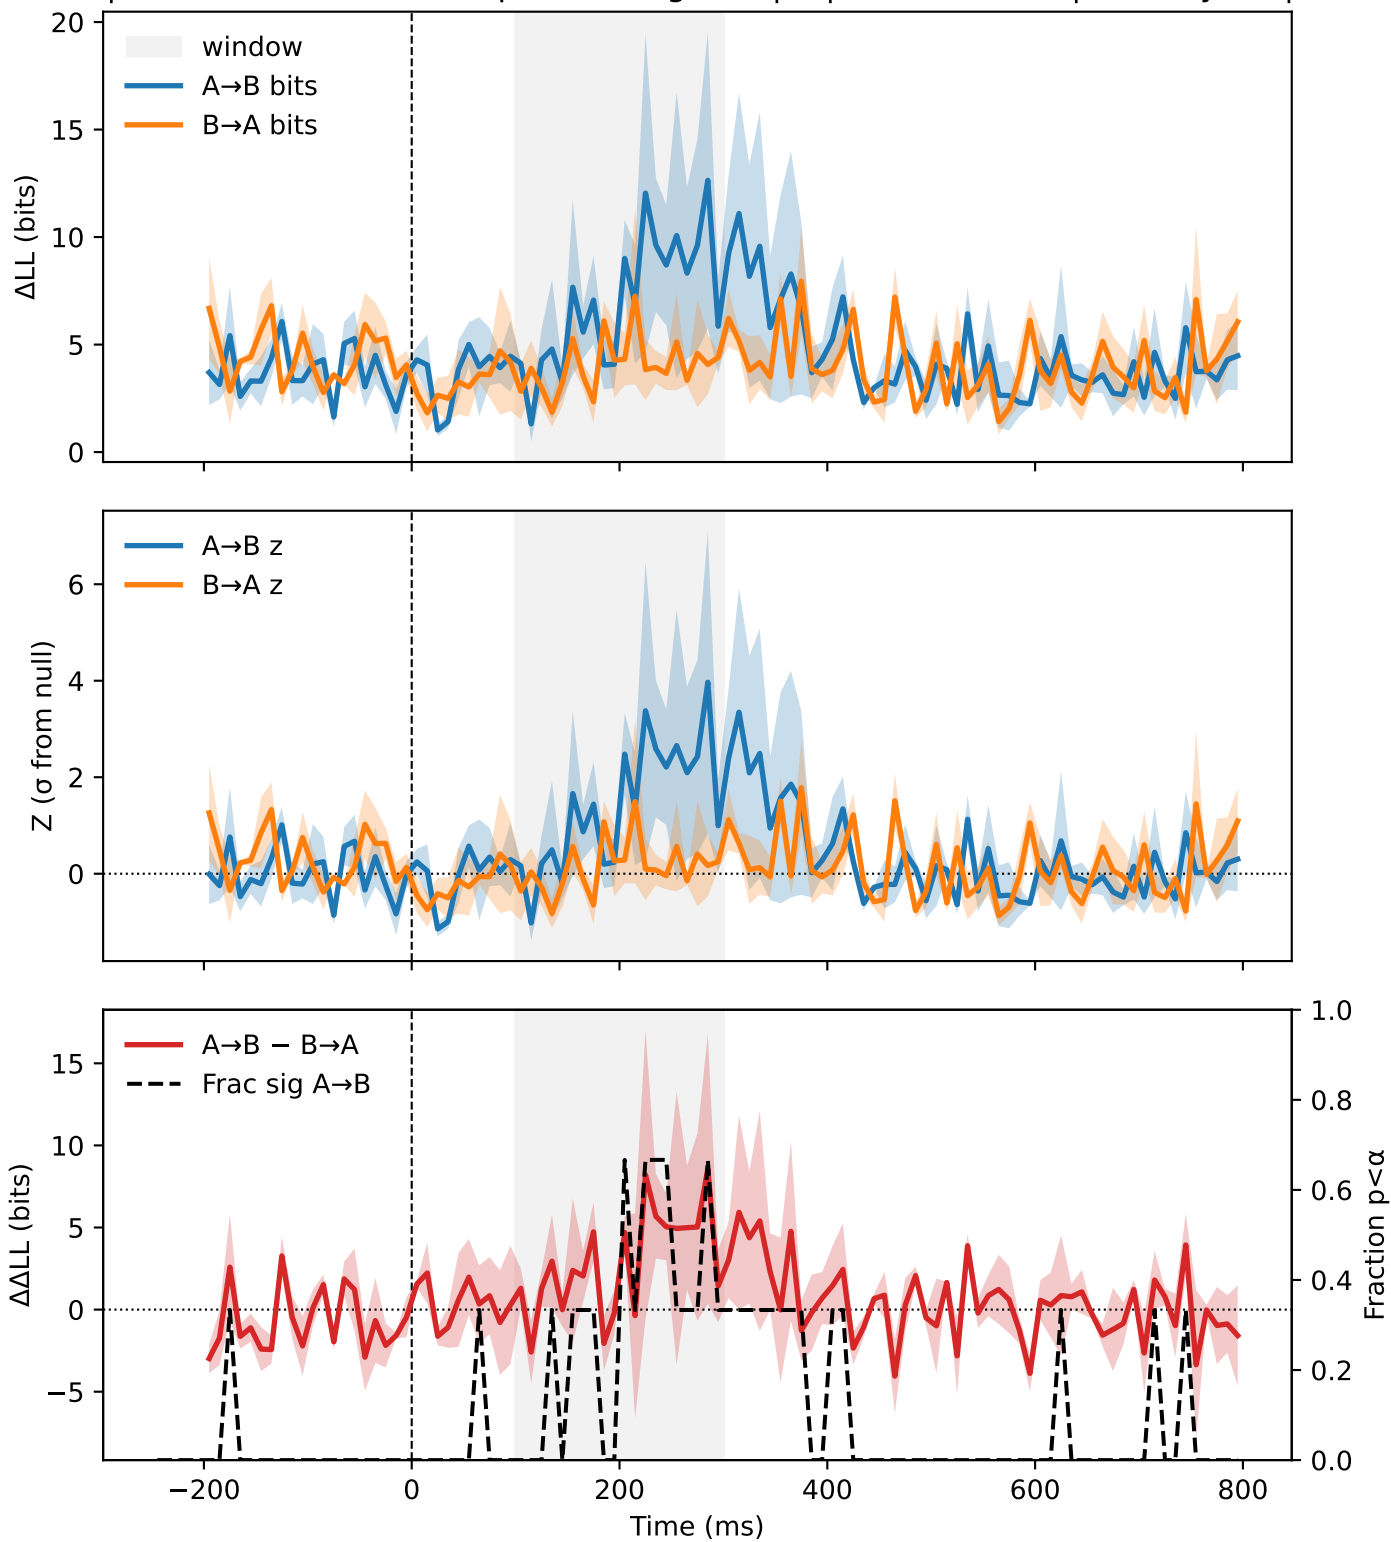 20
15
10
5
0
ΔLL (bits)
window
A→B bits
B→A bits
6
4
2
0
Z (σ from null)
A→B z
B→A z
15
10
5
0
−5
ΔΔLL (bits)
A→B − B→A
Frac sig A→B
1.0
0.8
0.6
0.4
0.2
0.0
Fraction p<α
−200
0
200
400
600
800
Time (ms)